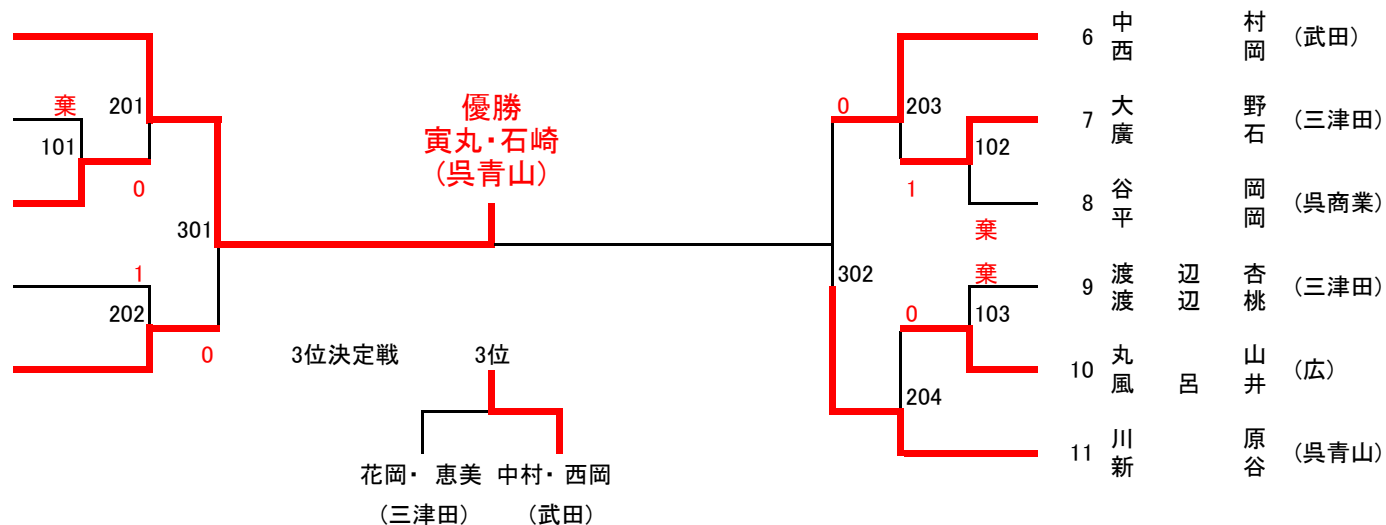 棄
201
101
0
301
1
202
0
優勝
寅丸・石崎
(呉青山)
3位決定戦
3位
花岡・ 恵美
中村・ 西岡
(三津田)
(武田)
0
203
102
1
棄
302
棄
0
103
204
6 中村 西岡 (武田)
7 大野 廣石 (三津田)
8 谷岡 平岡 (呉商業)
9 渡辺杏 渡辺桃 (三津田)
10 丸山 風呂井 (広)
11 川原 新谷 (呉青山)